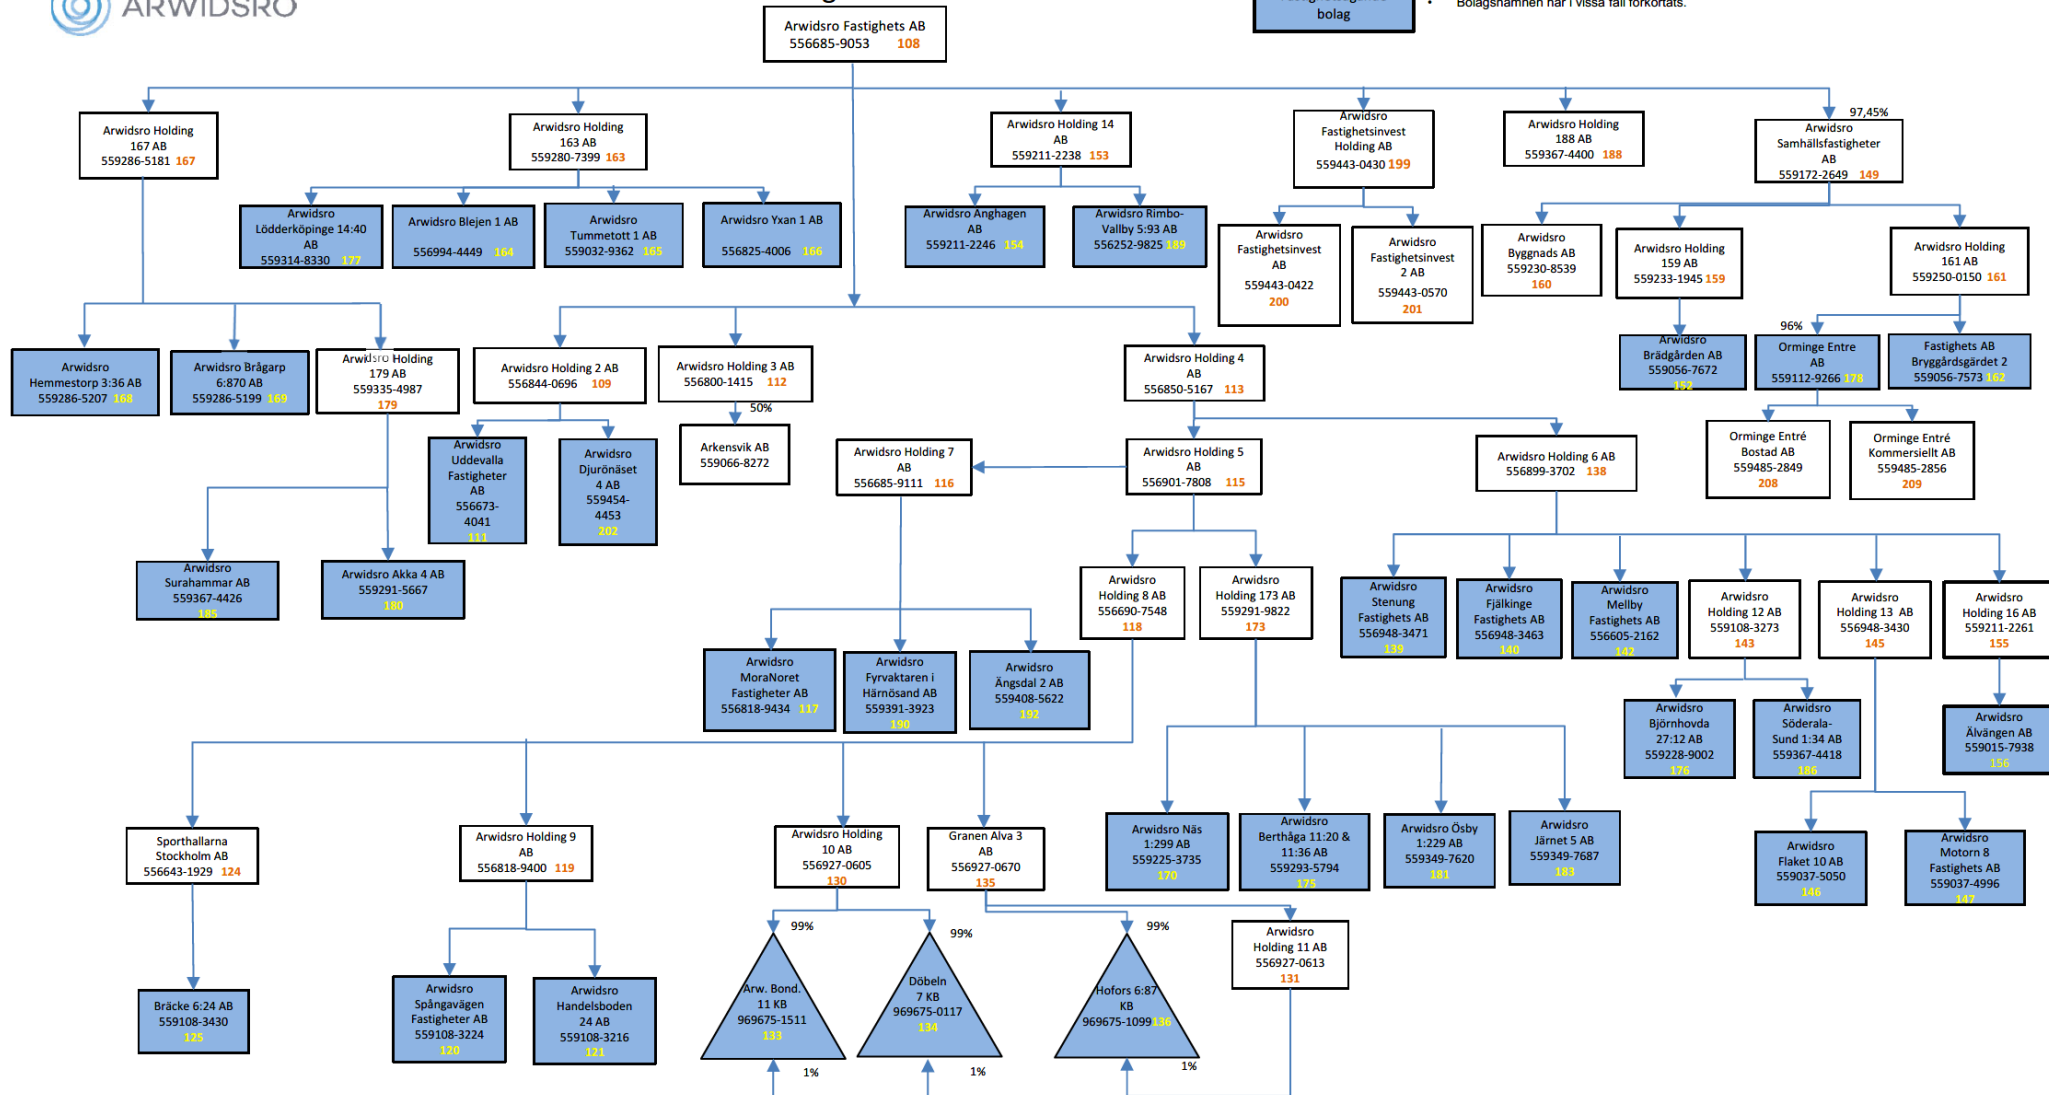 ARWIDSRO
bolag
• Bolagsnamnen har i vissa fall förkortats.
Arwidsro Fastighets AB
556685-9053 108
Arwidsro Holding
167 AB
559286-5181 167
Arwidsro Holding
163 AB
559280-7399 163
Arwidsro Holding 14
AB
559211-2238 153
Arwidsro
Fastighetsinvest
Holding AB
559443-0430 199
Arwidsro Holding
188 AB
559367-4400 188
97,45%
Arwidsro
Samhällsfastigheter
AB
559172-2649 149
Arwidsro
Lödderköpinge 14:40
AB
559314-8330 177
Arwidsro Blejen 1 AB
556994-4449 164
Arwidsro
Tummetott 1 AB
559032-9362 165
Arwidsro Yxan 1 AB
556825-4006 166
Arwidsro Anghagen
AB
559211-2246 154
Arwidsro Rimbo-
Vallby 5:93 AB
556252-9825 189
Arwidsro
Fastighetsinvest
AB
559443-0422
200
Arwidsro
Fastighetsinvest
2 AB
559443-0570
201
Arwidsro
Byggnads AB
559230-8539
160
Arwidsro Holding
159 AB
559233-1945 159
Arwidsro Holding
161 AB
559250-0150 161
Arwidsro
Hemmestorp 3:36 AB
559286-5207 168
Arwidsro Brågarp
6:870 AB
559286-5199 169
Arwidsro Holding
179 AB
559335-4987
179
Arwidsro Holding 2 AB
556844-0696 109
Arwidsro Holding 3 AB
556800-1415 112
Arwidsro Holding 4
AB
556850-5167 113
Arwidsro
Brädgården AB
559056-7672
152
96%
Orminge Entre
AB
559112-9266 178
Fastighets AB
Bryggårdsgärdet 2
559056-7573 162
50%
Arwidsro
Uddevalla
Fastigheter
AB
556673-
4041
111
Arwidsro
Djurönäset
4 AB
559454-
4453
202
Arkensvik AB
559066-8272
Arwidsro Holding 7
AB
556685-9111 116
Arwidsro Holding 5
AB
556901-7808 115
Arwidsro Holding 6 AB
556899-3702 138
Orminge Entré
Bostad AB
559485-2849
208
Orminge Entré
Kommersiellt AB
559485-2856
209
Arwidsro
Surahammar AB
559367-4426
185
Arwidsro Akka 4 AB
559291-5667
180
Arwidsro
Holding 8 AB
556690-7548
118
Arwidsro
Holding 173 AB
559291-9822
173
Arwidsro
Stenung
Fastighets AB
556948-3471
139
Arwidsro
Fjälkinge
Fastighets AB
556948-3463
140
Arwidsro
Mellby
Fastighets AB
556605-2162
142
Arwidsro
Holding 12 AB
559108-3273
143
Arwidsro
Holding 13 AB
556948-3430
145
Arwidsro
Holding 16 AB
559211-2261
155
Arwidsro
MoraNoret
Fastigheter AB
556818-9434 117
Arwidsro
Fyrvaktaren i
Härnösand AB
559391-3923
190
Arwidsro
Ängsdal 2 AB
559408-5622
192
Arwidsro
Björnhovda
27:12 AB
559228-9002
176
Arwidsro
Söderala-
Sund 1:34 AB
559367-4418
186
Arwidsro
Älvängen AB
559015-7938
156
Sporthallarna
Stockholm AB
556643-1929 124
Arwidsro Holding 9
AB
556818-9400 119
Arwidsro Holding
10 AB
556927-0605
130
Granen Alva 3
AB
556927-0670
135
Arwidsro Näs
1:299 AB
559225-3735
170
Arwidsro
Berthåga 11:20 &
11:36 AB
559293-5794
175
Arwidsro Ösby
1:229 AB
559349-7620
181
Arwidsro
Järnet 5 AB
559349-7687
183
Arwidsro
Flaket 10 AB
559037-5050
146
Arwidsro
Motorn 8
Fastighets AB
559037-4996
147
Bräcke 6:24 AB
559108-3430
125
Arwidsro
Spångavägen
Fastigheter AB
559108-3224
120
Arwidsro
Handelsboden
24 AB
559108-3216
121
99%
Arw. Bond.
11 KB
969675-1511
133
1%
99%
Döbeln
7 KB
969675-0117
134
1%
99%
Hofors 6:87
KB
969675-1099 136
1%
Arwidsro
Holding 11 AB
556927-0613
131